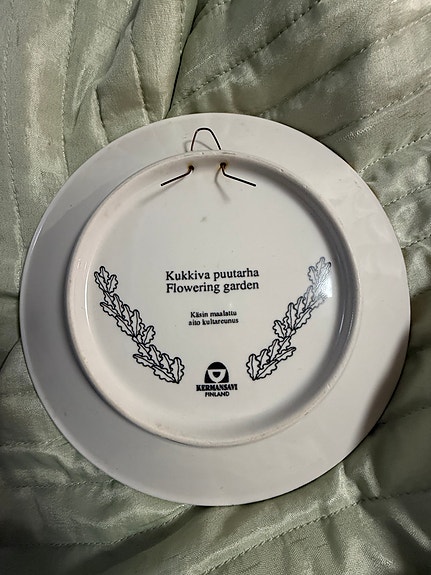 Kukkiva puutarha
Flowering garden
Käsin maalattu
aito kultareunus
KERMANSAVI
FINLAND